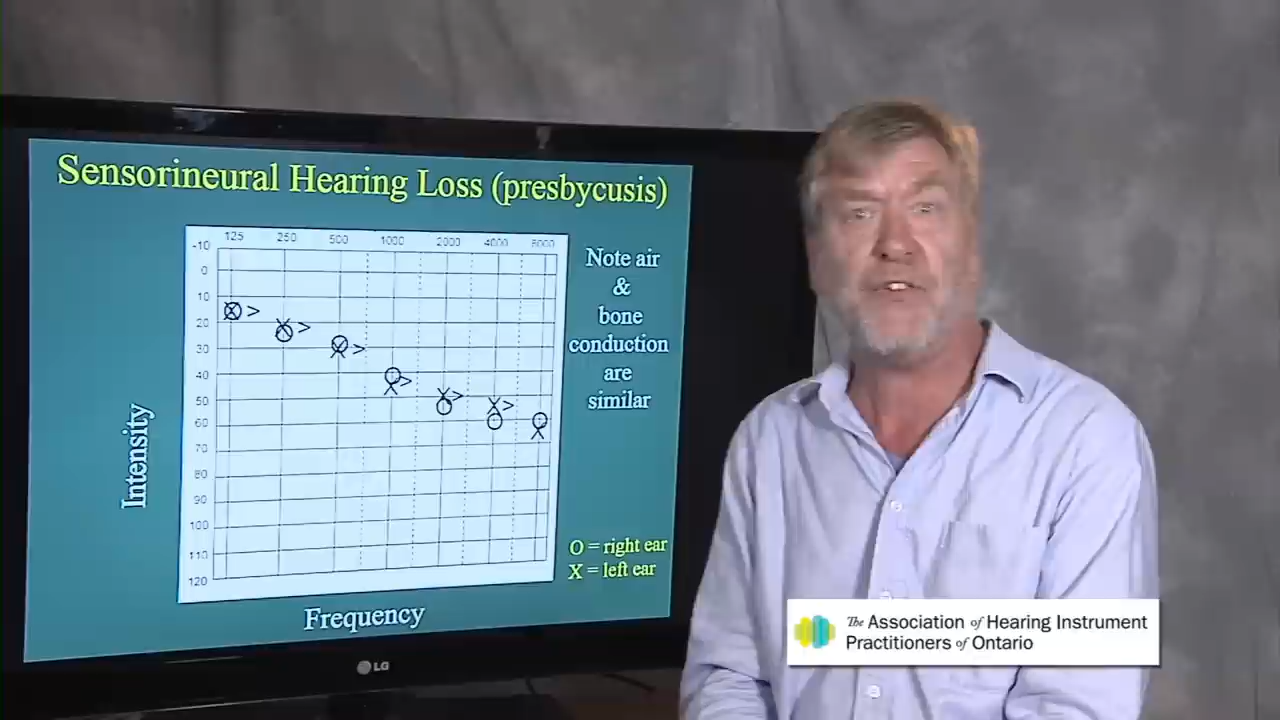 Sensorineural Hearing Loss (presbycusis)
125 250 500 1000 2000 4000 8000
-10
0
10
20
30
40
50
60
70
80
90
100
110
120
Intensity
Frequency
Note air
&
bone
conduction
are
similar
O = right ear
X = left ear
LG
The Association of Hearing Instrument
Practitioners of Ontario